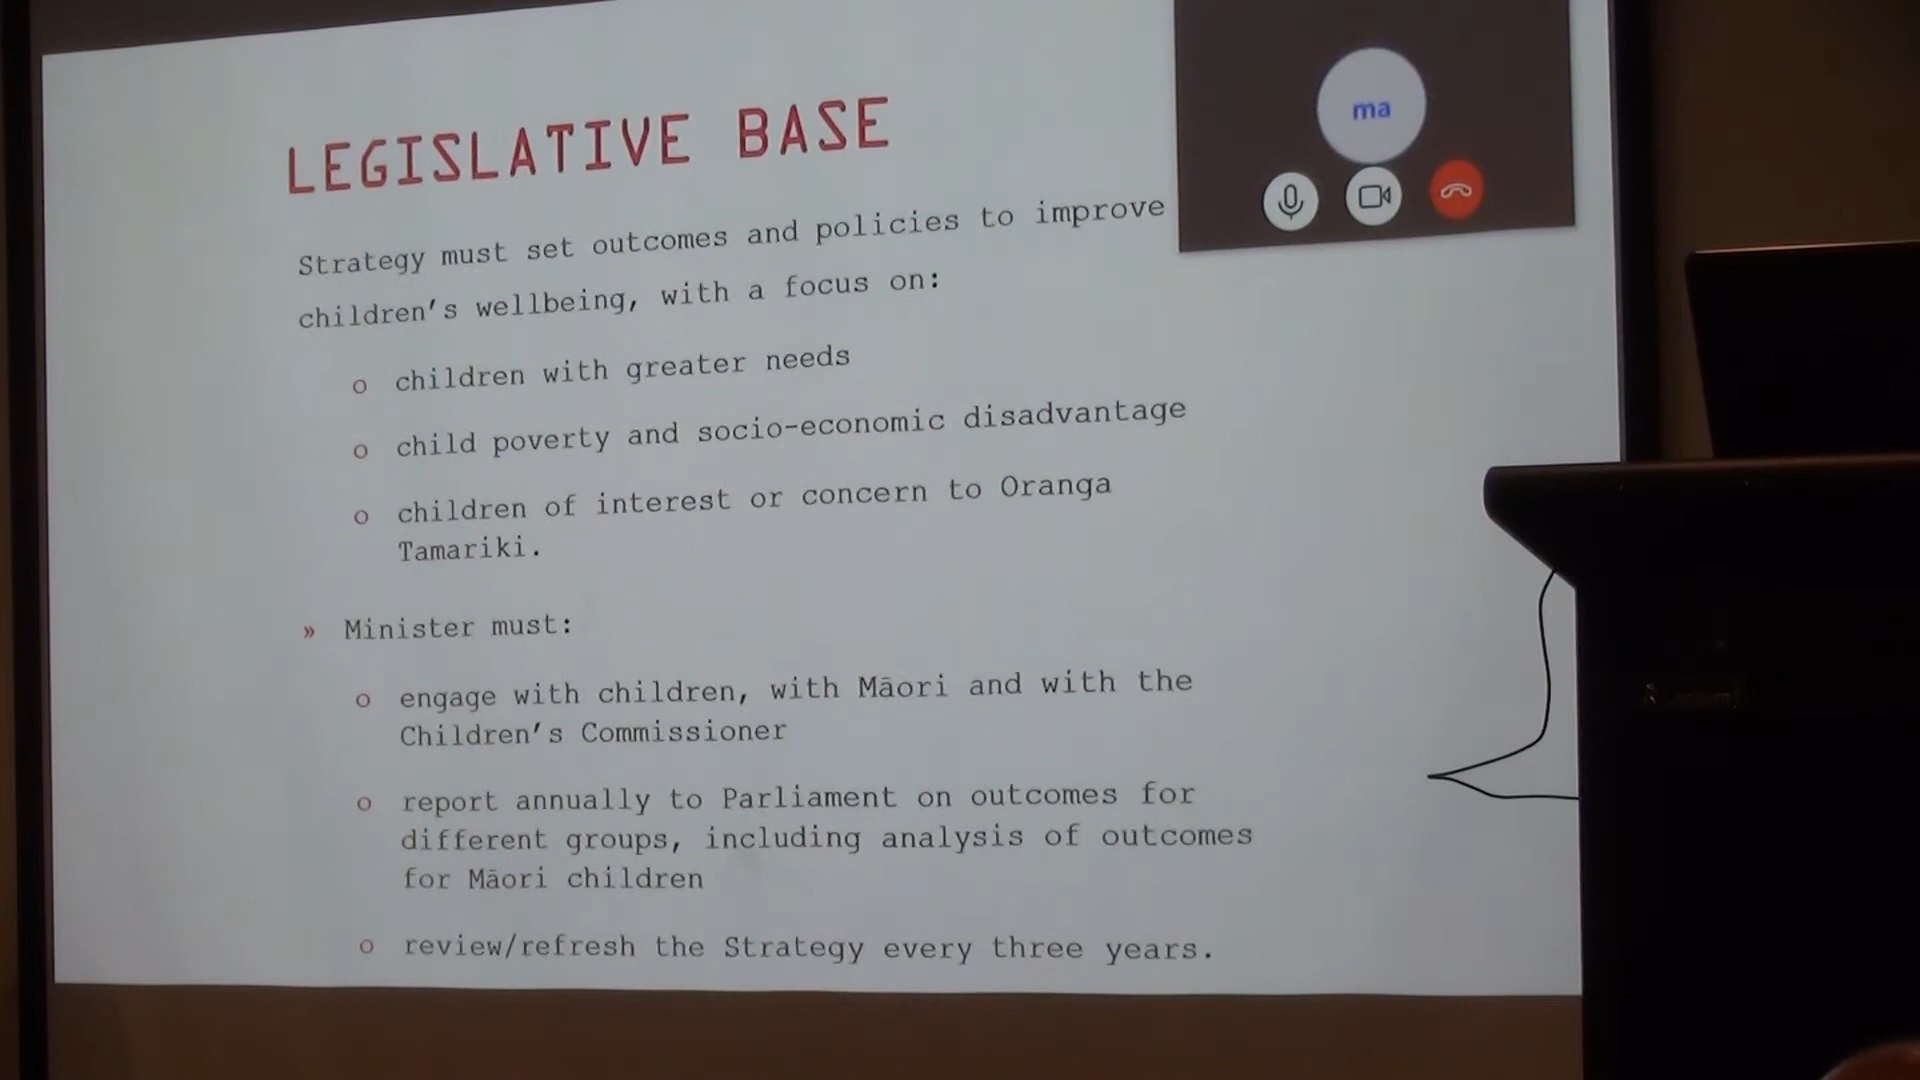 LEGISLATIVE BASE
ma
Strategy must set outcomes and policies to improve
children's wellbeing, with a focus on:
o children with greater needs
o child poverty and socio-economic disadvantage
o children of interest or concern to Oranga
Tamariki.
» Minister must:
o engage with children, with Māori and with the
Children's Commissioner
o report annually to Parliament on outcomes for
different groups, including analysis of outcomes
for Māori children
o review/refresh the Strategy every three years.